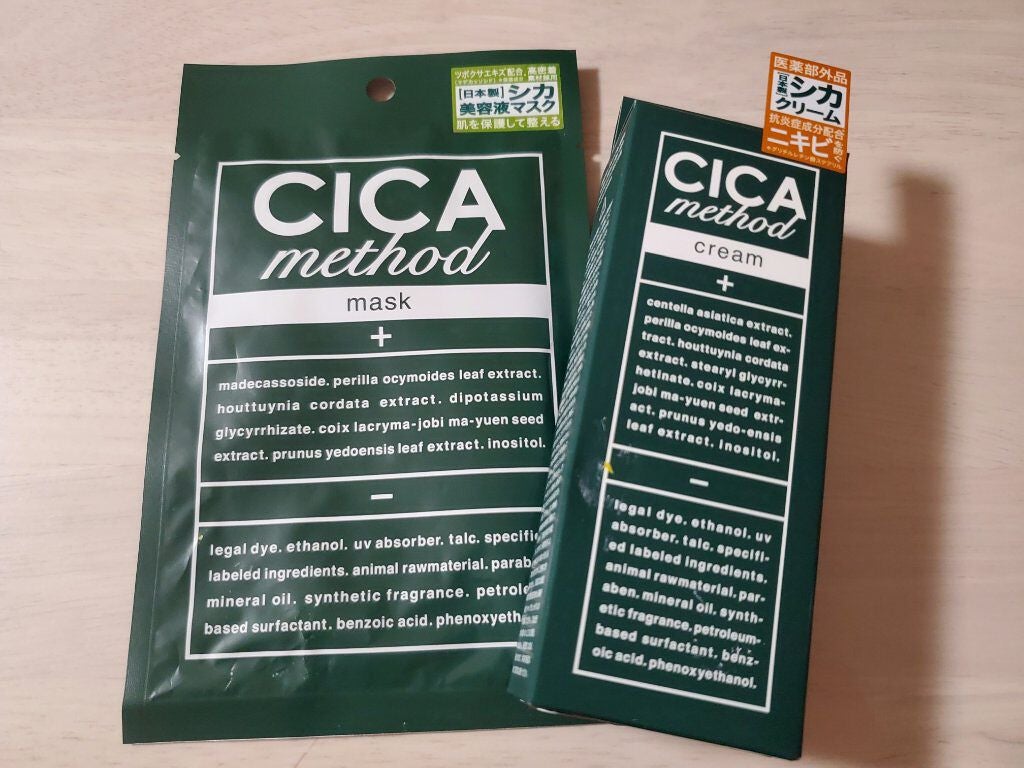 ツボクサエキス配合、高密着
[日本製]シカ
美容液マスク
肌を保護して整える
CICA
method
mask
+
madecassoside. perilla ocymoides leaf extract.
houttuynia cordata extract. dipotassium
glycyrrhizate. coix lacryma-jobi ma-yuen seed
extract. prunus yedoensis leaf extract. inositol.
−
legal dye. ethanol. uv absorber. talc. specifi
labeled ingredients. animal rawmaterial. parab
mineral oil. synthetic fragrance. petrole
based surfactant. benzoic acid. phenoxyeth
医薬部外品
[日本製]シカ
クリーム
抗炎症成分配合
ニキビを防ぐ
CICA
method
cream
+
centella asiatica extract.
perilla ocymoides leaf ex-
tract. houttuynia cordata
extract. stearyl glycyrr-
hetinate. coix lacryma-
jobi ma-yuen seed extr-
act. prunus yedo-ensis
leaf extract. inositol.
−
legal dye. ethanol. uv
absorber. talc. specifi-
ed labeled ingredients.
animal rawmaterial. par-
aben. mineral oil. synth-
etic fragrance. petroleum-
based surfactant. benz-
oic acid. phenoxyethanol.